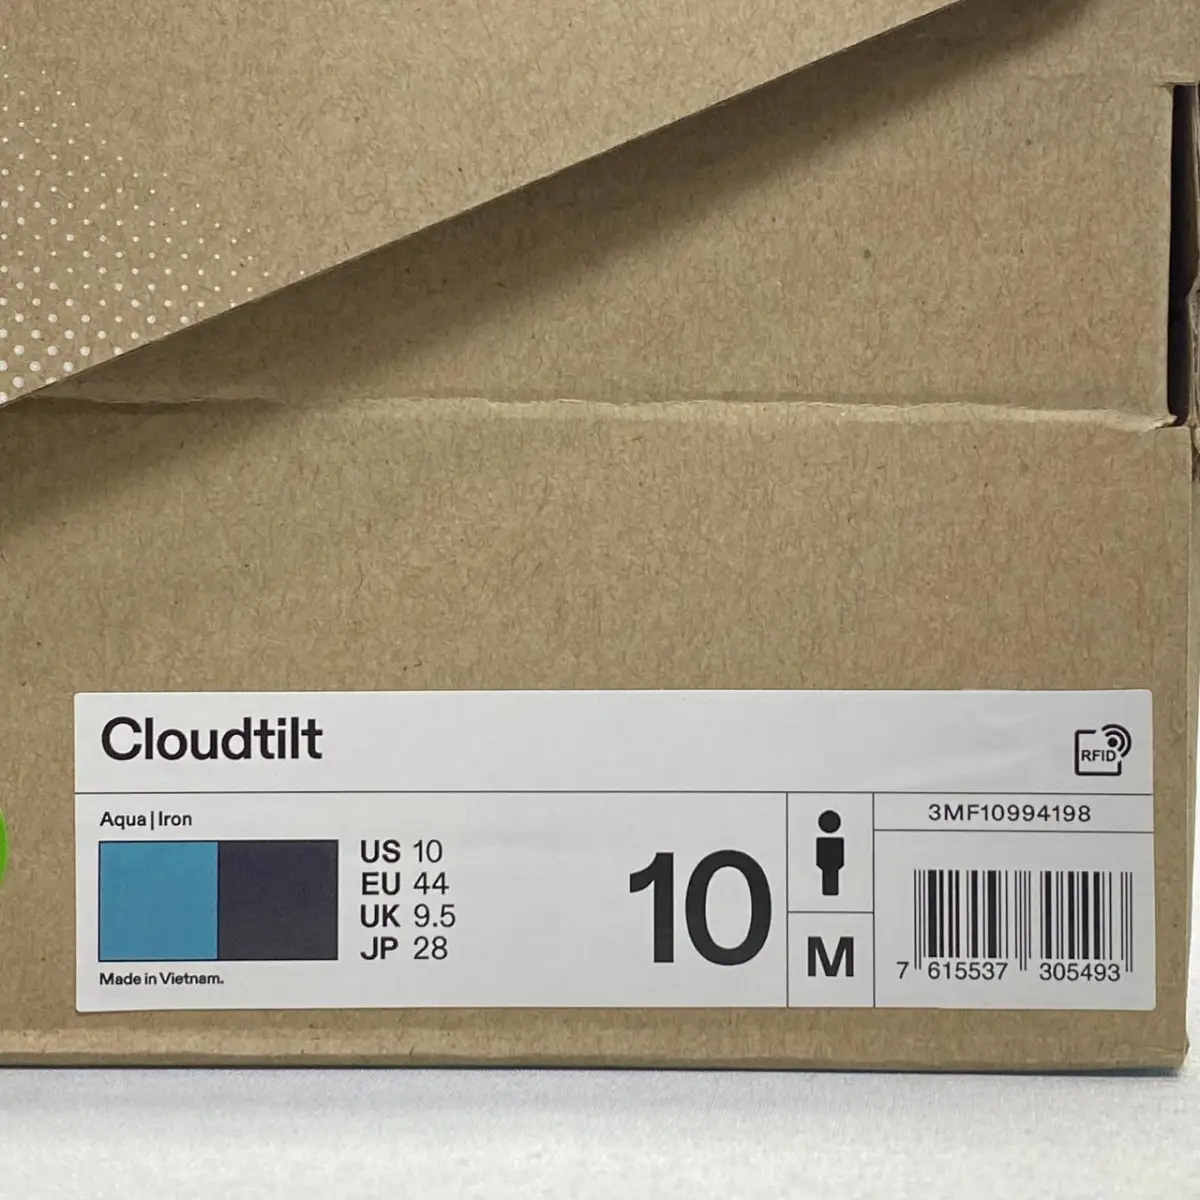 Cloudtilt
RFID
Aqua|Iron
US 10
EU 44
UK 9.5
JP 28
Made in Vietnam.
10
M
3MF10994198
7 615537 305493